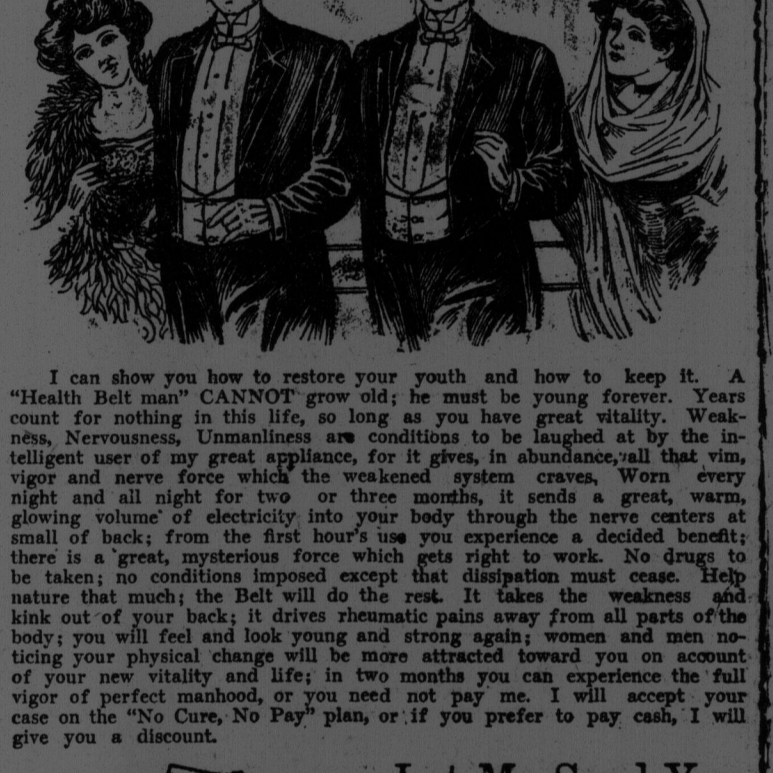 I can show you how to restore your youth and how to keep it. A
"Health Belt man" CANNOT grow old; he must be young forever. Years
count for nothing in this life, so long as you have great vitality. Weak-
ness, Nervousness, Unmanliness are conditions to be laughed at by the in-
telligent user of my great appliance, for it gives, in abundance, all that vim,
vigor and nerve force which the weakened system craves, Worn every
night and all night for two or three months, it sends a great, warm,
glowing volume of electricity into your body through the nerve centers at
small of back; from the first hour's use you experience a decided benefit;
there is a great, mysterious force which gets right to work. No drugs to
be taken; no conditions imposed except that dissipation must cease. Help
nature that much; the Belt will do the rest. It takes the weakness and
kink out of your back; it drives rheumatic pains away from all parts of the
body; you will feel and look young and strong again; women and men no-
ticing your physical change will be more attracted toward you on account
of your new vitality and life; in two months you can experience the full
vigor of perfect manhood, or you need not pay me. I will accept your
case on the "No Cure, No Pay" plan, or if you prefer to pay cash, I will
give you a discount.